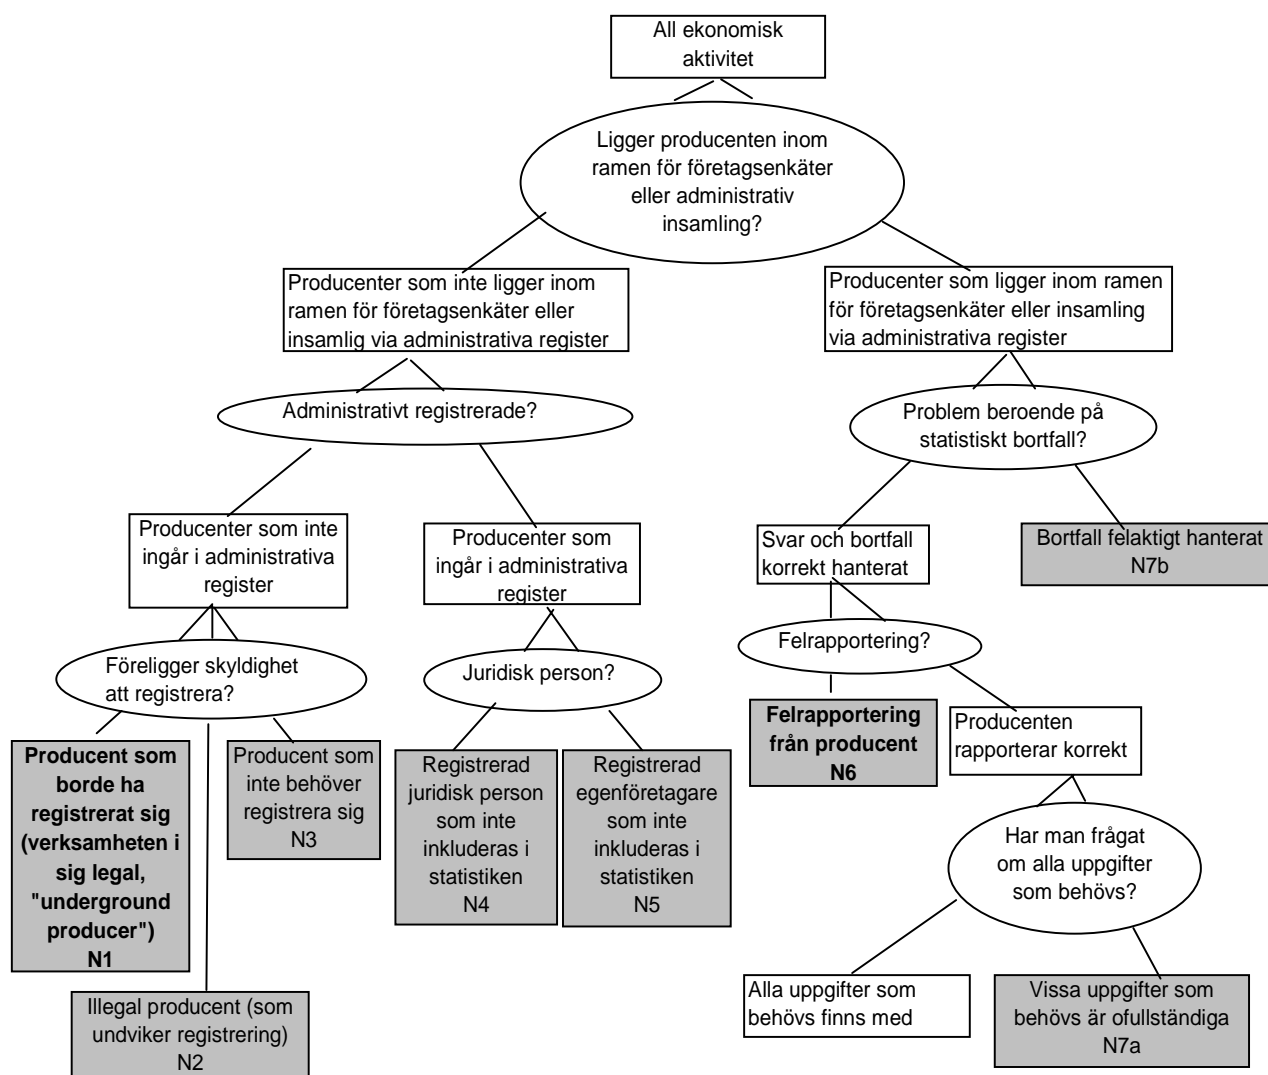 All ekonomisk
aktivitet
Ligger producenten inom
ramen för företagsenkäter
eller administrativ
insamling?
Producenter som inte ligger inom
ramen för företagsenkäter eller
insamlig via administrativa register
Producenter som ligger inom ramen
för företagsenkäter eller insamling
via administrativa register
Administrativt registrerade?
Problem beroende på
statistiskt bortfall?
Producenter som inte
ingår i administrativa
register
Producenter som
ingår i administrativa
register
Svar och bortfall
korrekt hanterat
Bortfall felaktigt hanterat
N7b
Föreligger skyldighet
att registrera?
Juridisk person?
Felrapportering?
Producent som
borde ha
registrerat sig
(verksamheten i
sig legal,
"underground
producer")
N1
Producent som
inte behöver
registrera sig
N3
Registrerad
juridisk person
som inte
inkluderas i
statistiken
N4
Registrerad
egenföretagare
som inte
inkluderas i
statistiken
N5
Felrapportering
från producent
N6
Producenten
rapporterar korrekt
Har man frågat
om alla uppgifter
som behövs?
Illegal producent (som
undviker registrering)
N2
Alla uppgifter som
behövs finns med
Vissa uppgifter som
behövs är ofullständiga
N7a